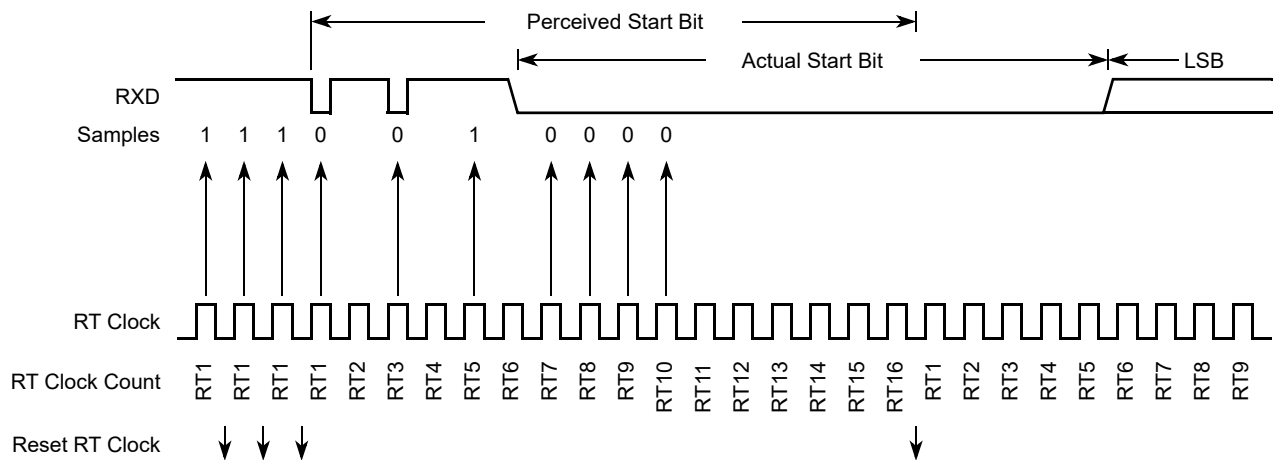 Perceived Start Bit
Actual Start Bit
LSB
RXD
Samples 1 1 1 0 0 1 0 0 0 0
RT Clock
RT Clock Count RT1 RT1 RT1 RT1 RT2 RT3 RT4 RT5 RT6 RT7 RT8 RT9 RT10 RT11 RT12 RT13 RT14 RT15 RT16 RT1 RT2 RT3 RT4 RT5 RT6 RT7 RT8 RT9
Reset RT Clock